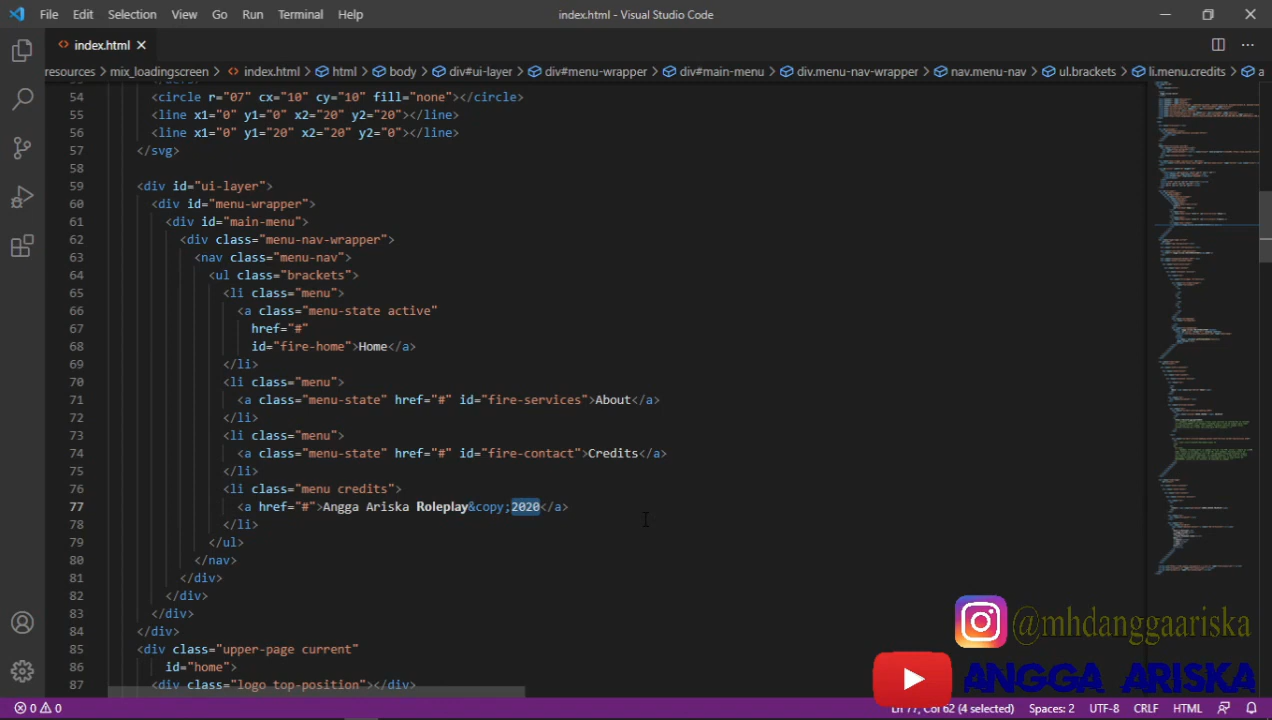 File Edit Selection View Go Run Terminal Help
index.html - Visual Studio Code
index.html
resources > mix_loadingscreen > index.html > html > body > div#ui-layer > div#menu-wrapper > div#main-menu > div.menu-nav-wrapper > nav.menu-nav > ul.brackets > li.menu.credits > a
54 <circle r="07" cx="10" cy="10" fill="none"></circle>
55 <line x1="0" y1="0" x2="20" y2="20"></line>
56 <line x1="0" y1="20" x2="20" y2="0"></line>
57 </svg>
58
59 <div id="ui-layer">
60 <div id="menu-wrapper">
61 <div id="main-menu">
62 <div class="menu-nav-wrapper">
63 <nav class="menu-nav">
64 <ul class="brackets">
65 <li class="menu">
66 <a class="menu-state active"
67 href="#"
68 id="fire-home">Home</a>
69 </li>
70 <li class="menu">
71 <a class="menu-state" href="#" id="fire-services">About</a>
72 </li>
73 <li class="menu">
74 <a class="menu-state" href="#" id="fire-contact">Credits</a>
75 </li>
76 <li class="menu credits">
77 <a href="#">Angga Ariska Roleplay&copy;2020</a>
78 </li>
79 </ul>
80 </nav>
81 </div>
82 </div>
83 </div>
84 </div>
85 <div class="upper-page current"
86 id="home">
87 <div class="logo top-position"></div>
@mhdanggaariska
ANGGA ARISKA
0 0 Ln 77, Col 62 (4 selected) Spaces: 2 UTF-8 CRLF HTML